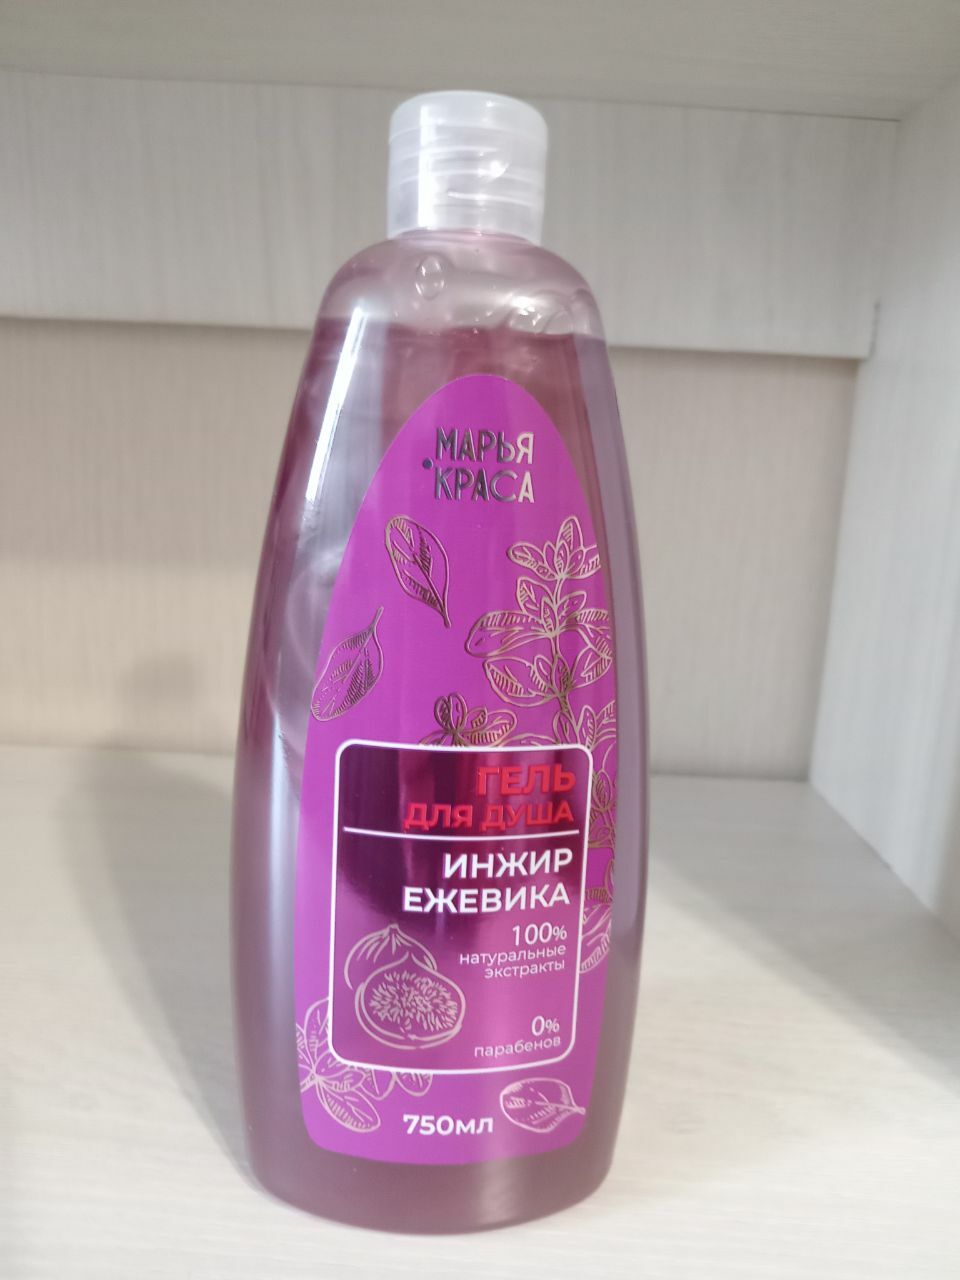 МАРЬЯ
КРАСА
ГЕЛЬ
ДЛЯ ДУША
ИНЖИР
ЕЖЕВИКА
100%
натуральные
экстракты
0%
парабенов
750мл